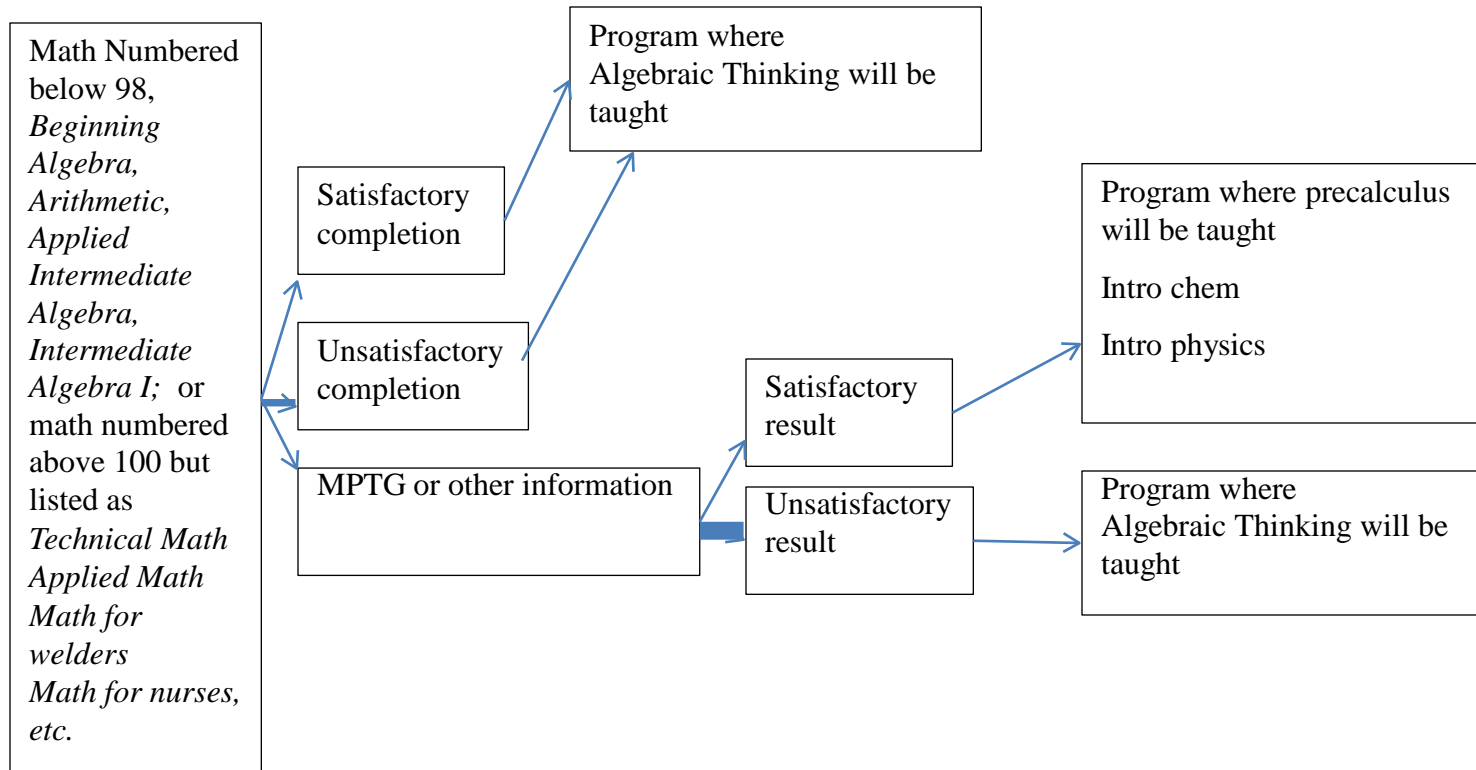 Math Numbered
below 98,
Beginning
Algebra,
Arithmetic,
Applied
Intermediate
Algebra,
Intermediate
Algebra I; or
math numbered
above 100 but
listed as
Technical Math
Applied Math
Math for
welders
Math for nurses,
etc.
Satisfactory
completion
Unsatisfactory
completion
MPTG or other information
Program where
Algebraic Thinking will be
taught
Satisfactory
result
Unsatisfactory
result
Program where precalculus
will be taught
Intro chem
Intro physics
Program where
Algebraic Thinking will be
taught